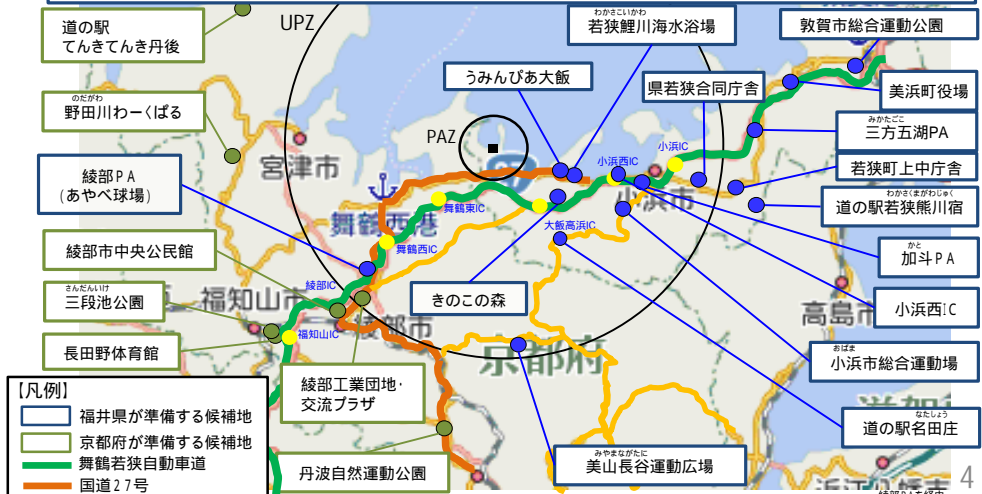 道の駅
てんきてんき丹後
UPZ
わかさこいかわ
若狭鯉川海水浴場
敦賀市総合運動公園
うみんぴあ大飯
県若狭合同庁舎
美浜町役場
のだがわ
野田川わーくぱる
PAZ
みかたごこ
三方五湖PA
宮津市
小浜西IC
小浜IC
若狭町上中庁舎
綾部PA
(あやべ球場)
小浜市
わかさくまがわじゅく
道の駅若狭熊川宿
舞鶴東IC
舞鶴西港
舞鶴西IC
大飯高浜IC
かと
加斗PA
綾部市中央公民館
綾部IC
きのこの森
小浜西IC
さんだんいけ
三段池公園
福知山市
高島市
綾部市
福知山IC
長田野体育館
京都府
おばま
小浜市総合運動場
【凡例】
福井県が準備する候補地
京都府が準備する候補地
舞鶴若狭自動車道
国道27号
綾部工業団地・
交流プラザ
なたしょう
道の駅名田庄
丹波自然運動公園
みやまながたに
美山長谷運動広場
4